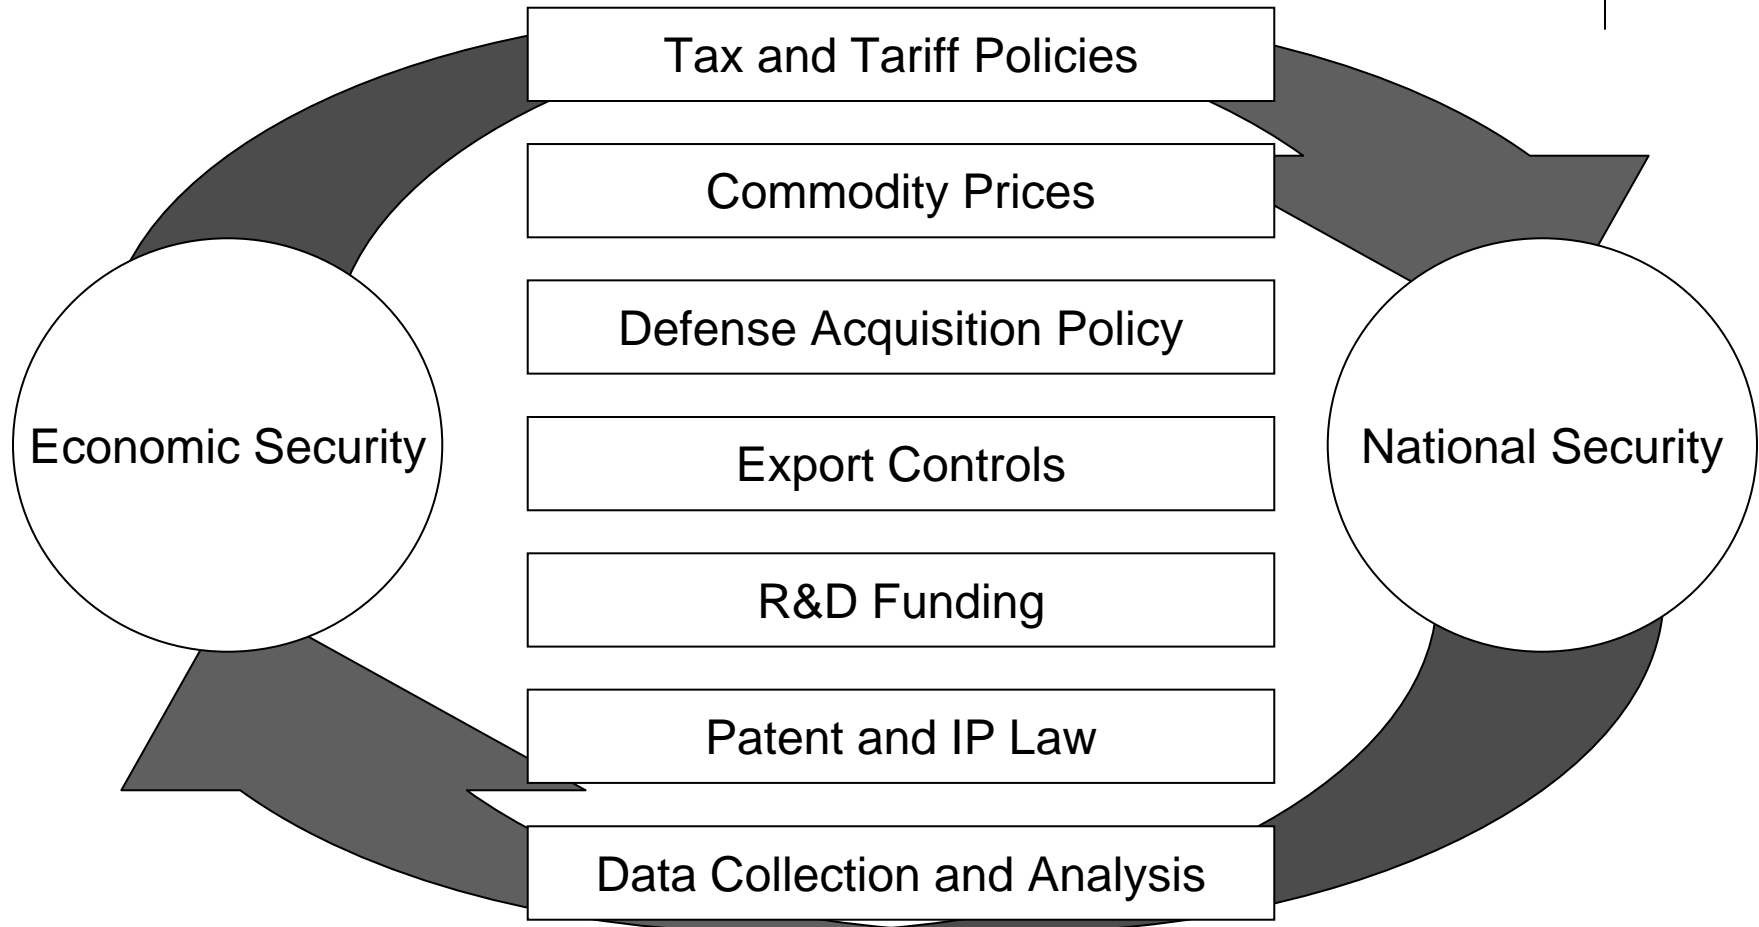 Tax and Tariff Policies
Commodity Prices
Defense Acquisition Policy
Economic Security
Export Controls
National Security
R&D Funding
Patent and IP Law
Data Collection and Analysis